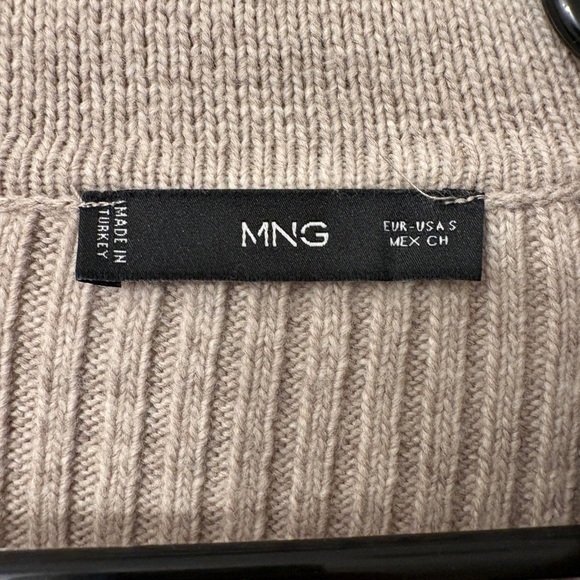 MADE IN
TURKEY
MNG
EUR-USA S
MEX CH